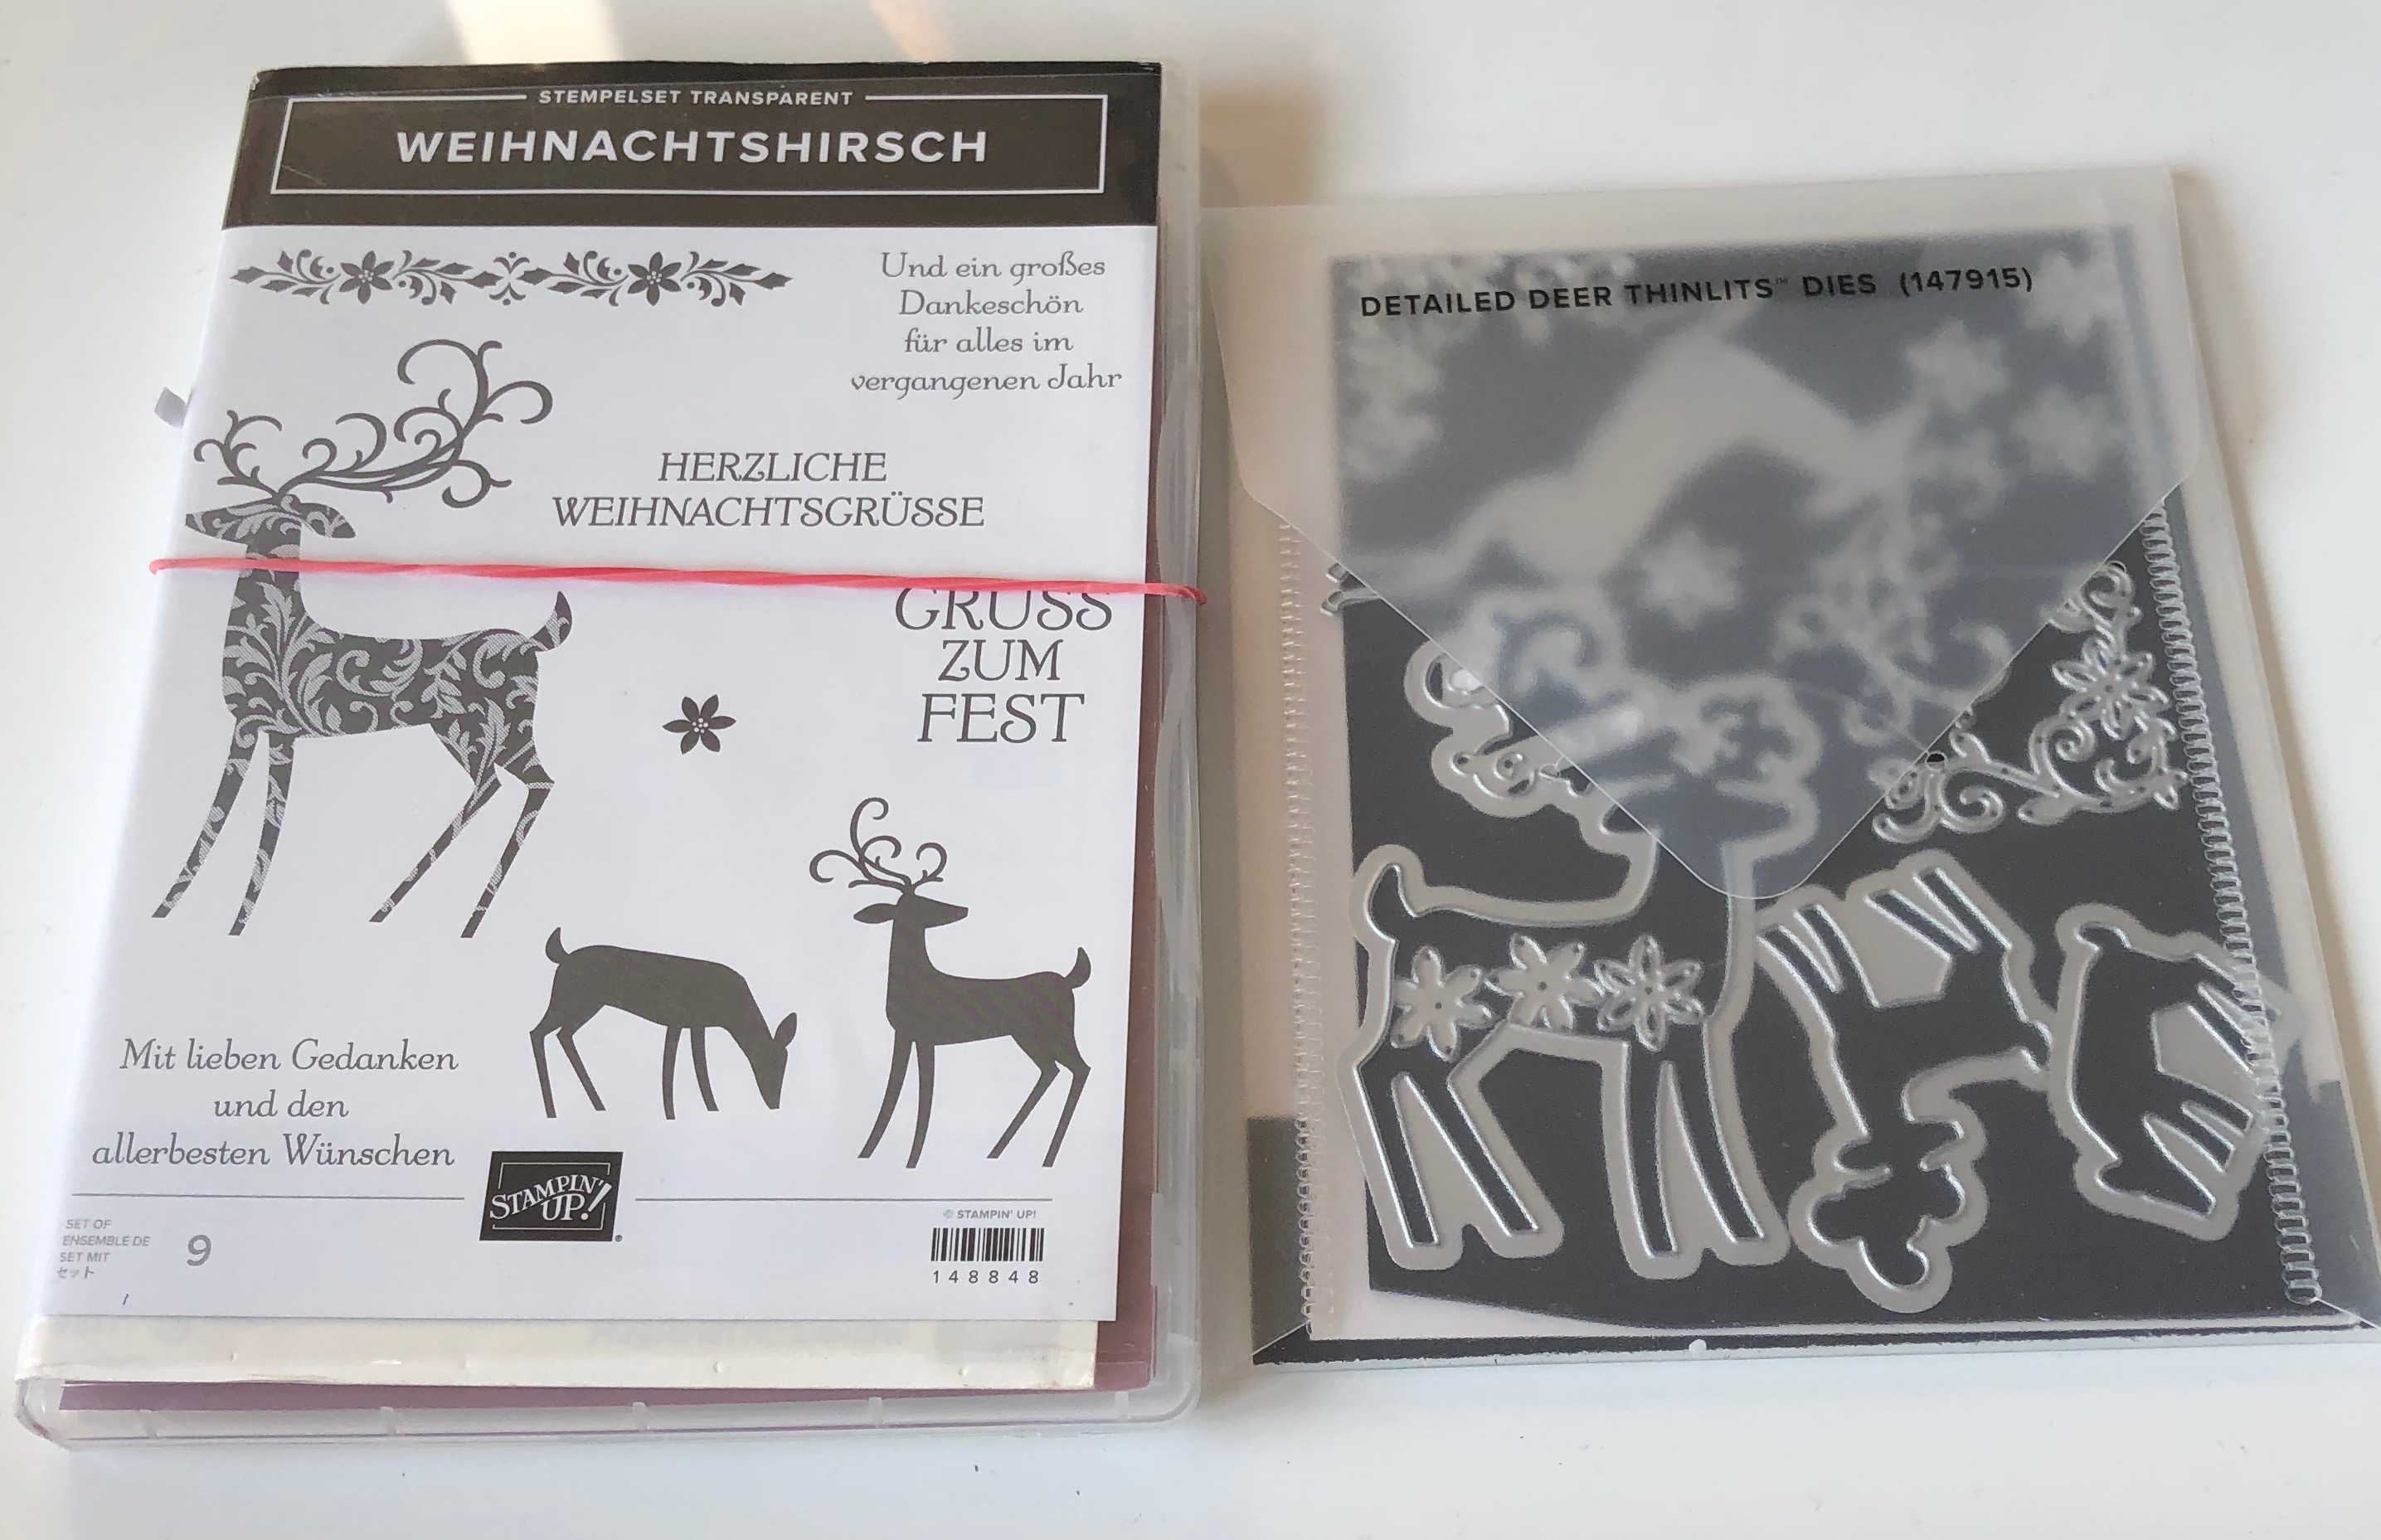 STEMPELSET TRANSPARENT
WEIHNACHTSHIRSCH
Und ein großes
Dankeschön
für alles im
vergangenen Jahr
HERZLICHE
WEIHNACHTSGRÜSSE
GRUSS
ZUM
FEST
Mit lieben Gedanken
und den
allerbesten Wünschen
STAMPIN'
UP!
®
SET OF
ENSEMBLE DE
SET MIT
セット
9
© STAMPIN' UP!
148848
DETAILED DEER THINLITS™ DIES (147915)